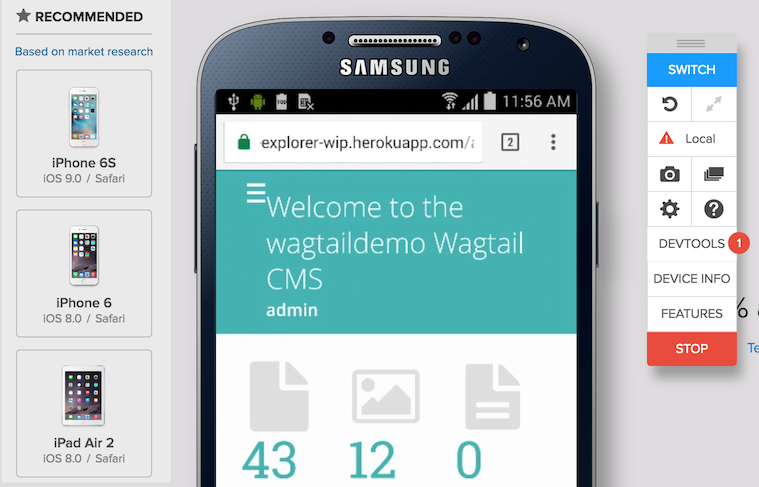 RECOMMENDED
Based on market research
iPhone 6S
iOS 9.0 / Safari
iPhone 6
iOS 8.0 / Safari
iPad Air 2
iOS 8.0 / Safari
SAMSUNG
11:56 AM
-explorer-wip.herokuapp.com/a
2
Welcome to the
wagtaildemo Wagtail
CMS
admin
43 12 0
SWITCH
Local
DEVTOOLS 1
DEVICE INFO
FEATURES
STOP
%
Te